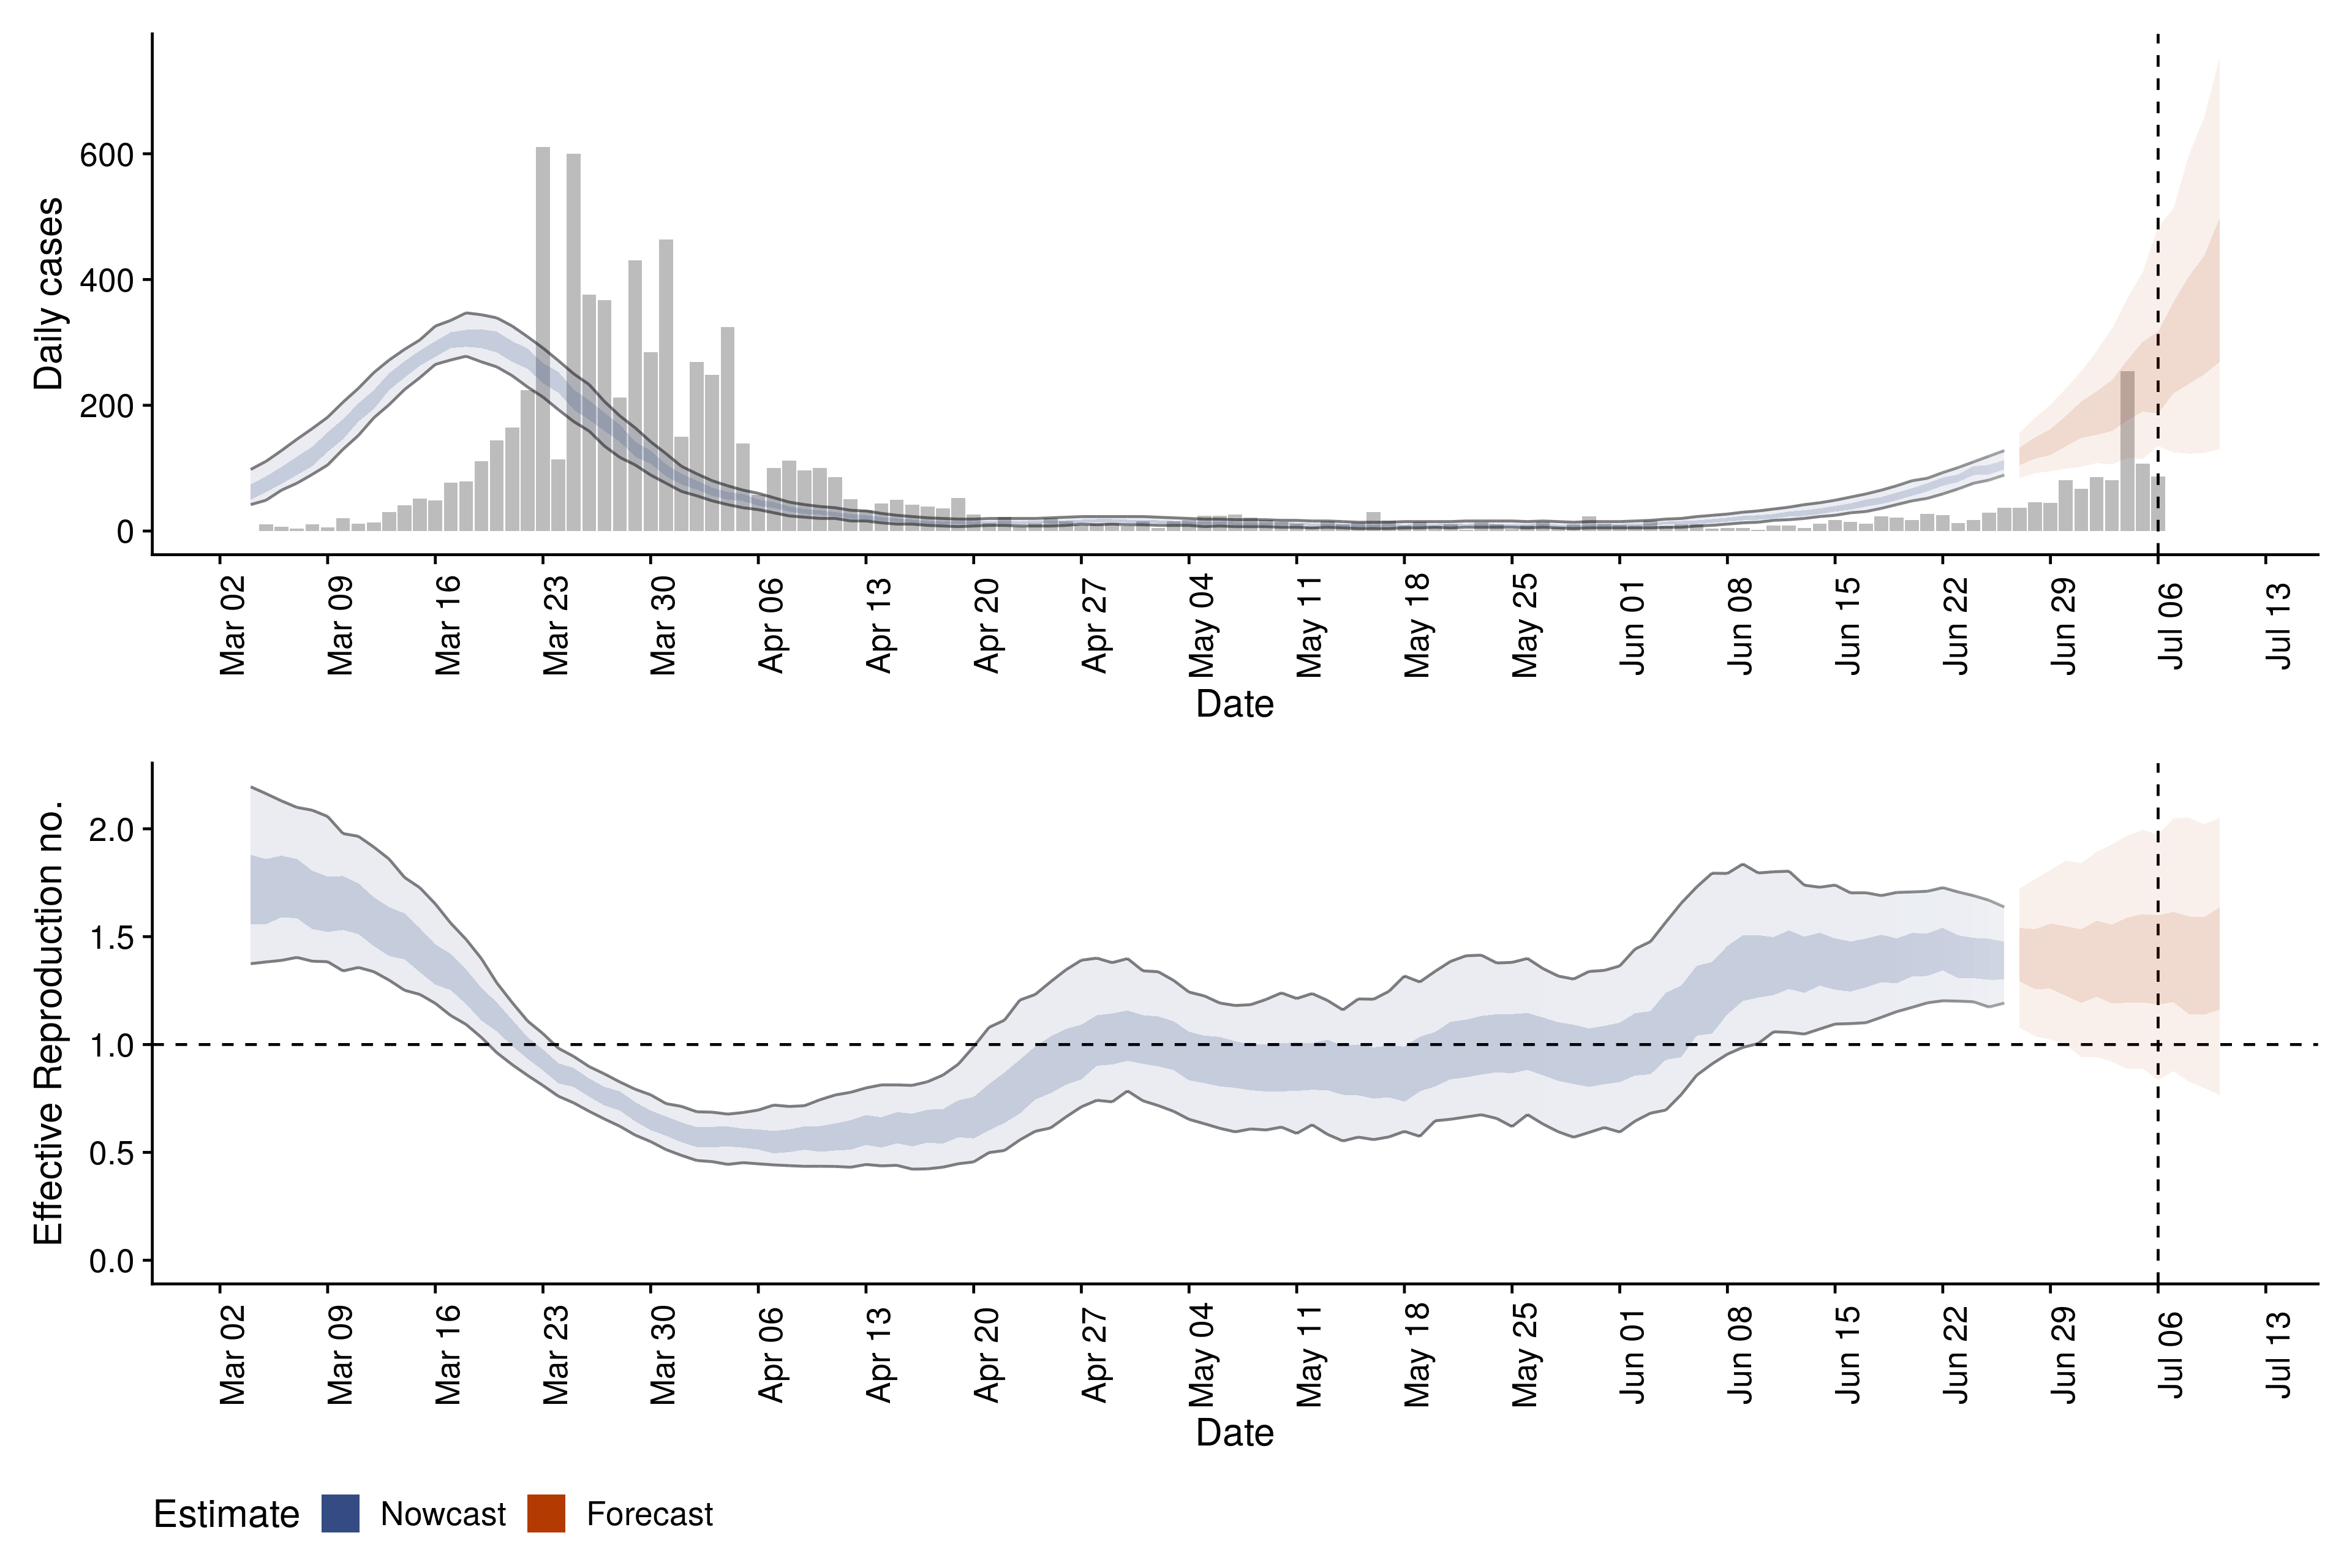 Daily cases
600
400
200
0
Mar 02
Mar 09
Mar 16
Mar 23
Mar 30
Apr 06
Apr 13
Apr 20
Apr 27
May 04
May 11
May 18
May 25
Jun 01
Jun 08
Jun 15
Jun 22
Jun 29
Jul 06
Jul 13
Date
Effective Reproduction no.
2.0
1.5
1.0
0.5
0.0
Mar 02
Mar 09
Mar 16
Mar 23
Mar 30
Apr 06
Apr 13
Apr 20
Apr 27
May 04
May 11
May 18
May 25
Jun 01
Jun 08
Jun 15
Jun 22
Jun 29
Jul 06
Jul 13
Date
Estimate Nowcast Forecast